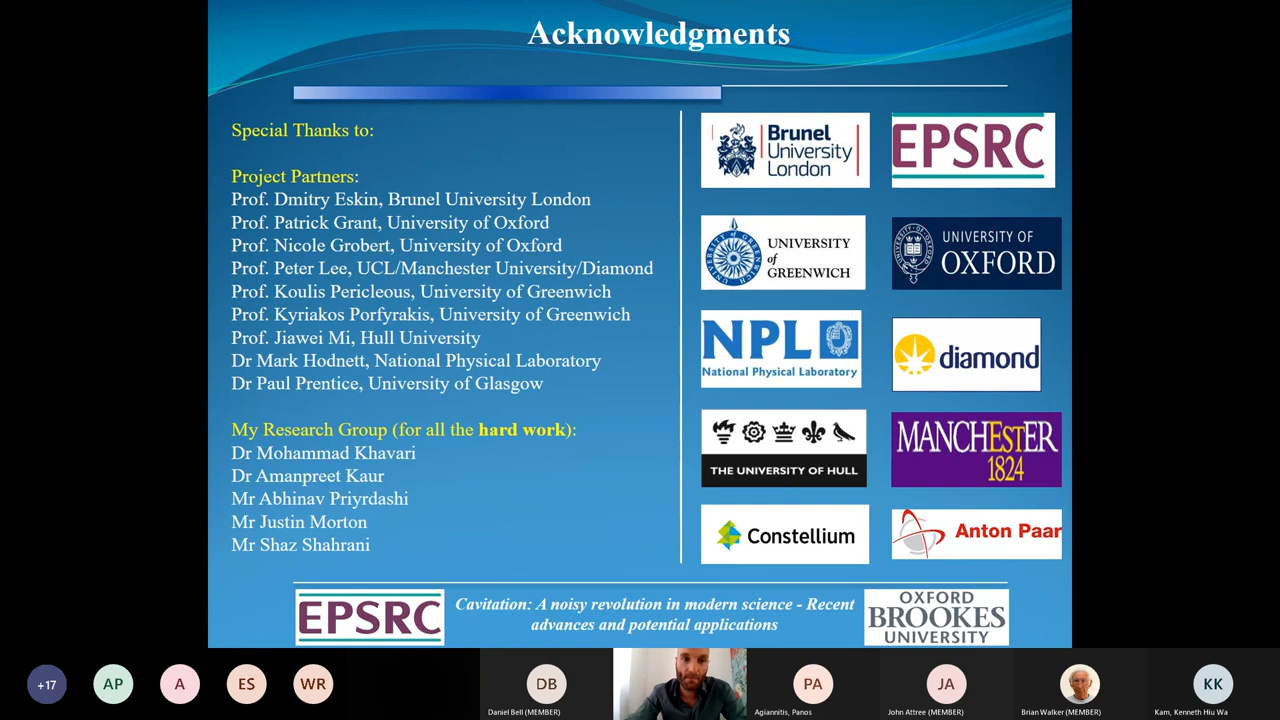 Acknowledgments
Special Thanks to:
Project Partners:
Prof. Dmitry Eskin, Brunel University London
Prof. Patrick Grant, University of Oxford
Prof. Nicole Grobert, University of Oxford
Prof. Peter Lee, UCL/Manchester University/Diamond
Prof. Koulis Pericleous, University of Greenwich
Prof. Kyriakos Porfyrakis, University of Greenwich
Prof. Jiawei Mi, Hull University
Dr Mark Hodnett, National Physical Laboratory
Dr Paul Prentice, University of Glasgow
My Research Group (for all the hard work):
Dr Mohammad Khavari
Dr Amanpreet Kaur
Mr Abhinav Priyrdashi
Mr Justin Morton
Mr Shaz Shahrani
Brunel
University
London
EPSRC
UNIVERSITY
of
GREENWICH
UNIVERSITY OF
OXFORD
NPL
National Physical Laboratory
diamond
THE UNIVERSITY OF HULL
MANCHESTER
1824
Constellium
Anton Paar
EPSRC
Cavitation: A noisy revolution in modern science - Recent
advances and potential applications
OXFORD
BROOKES
UNIVERSITY
+17
AP
A
ES
WR
DB
Daniel Bell (MEMBER)
PA
Agiannitis, Panos
JA
John Attree (MEMBER)
Brian Walker (MEMBER)
KK
Kam, Kenneth Hiu Wa